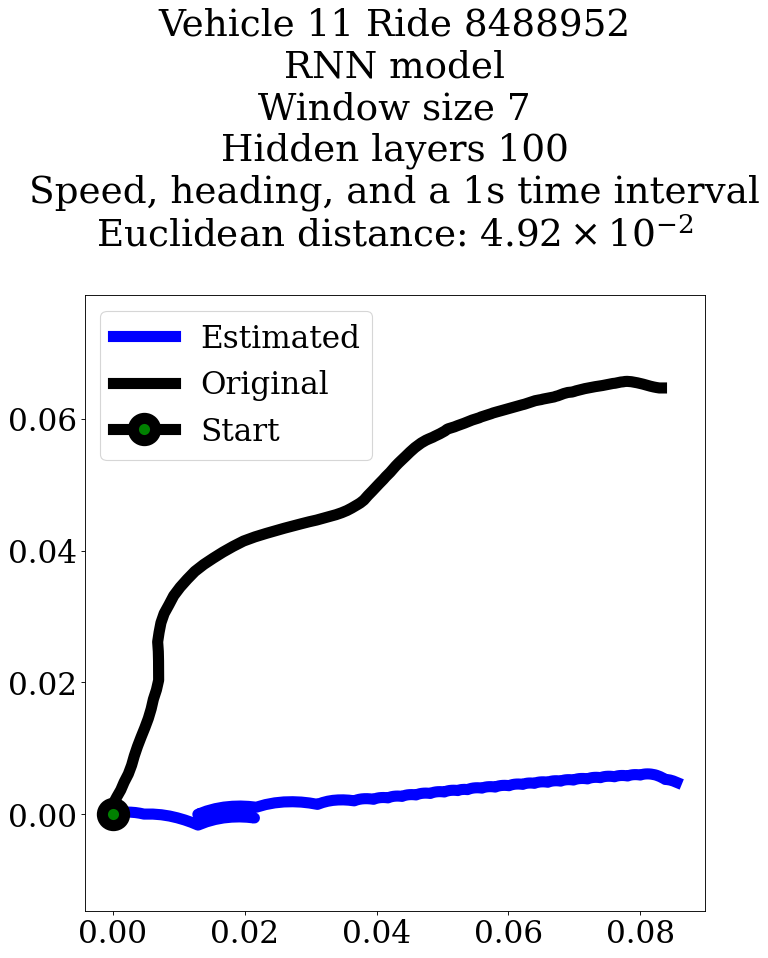 Vehicle 11 Ride 8488952
RNN model
Window size 7
Hidden layers 100
Speed, heading, and a 1s time interval
Euclidean distance: 4.92 × 10⁻²
Estimated
Original
Start
0.06
0.04
0.02
0.00
0.00 0.02 0.04 0.06 0.08